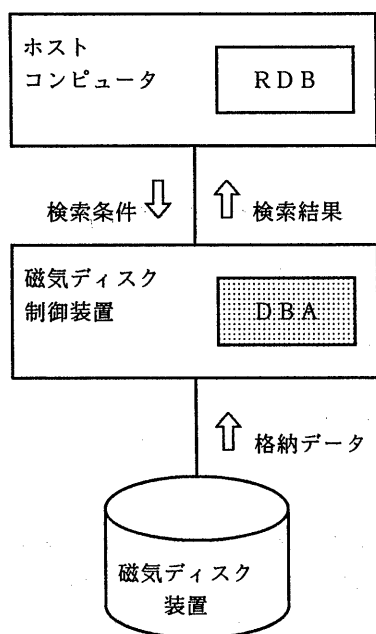 ホスト
コンピュータ
RDB
検索条件
検索結果
磁気ディスク
制御装置
DBA
格納データ
磁気ディスク
装置